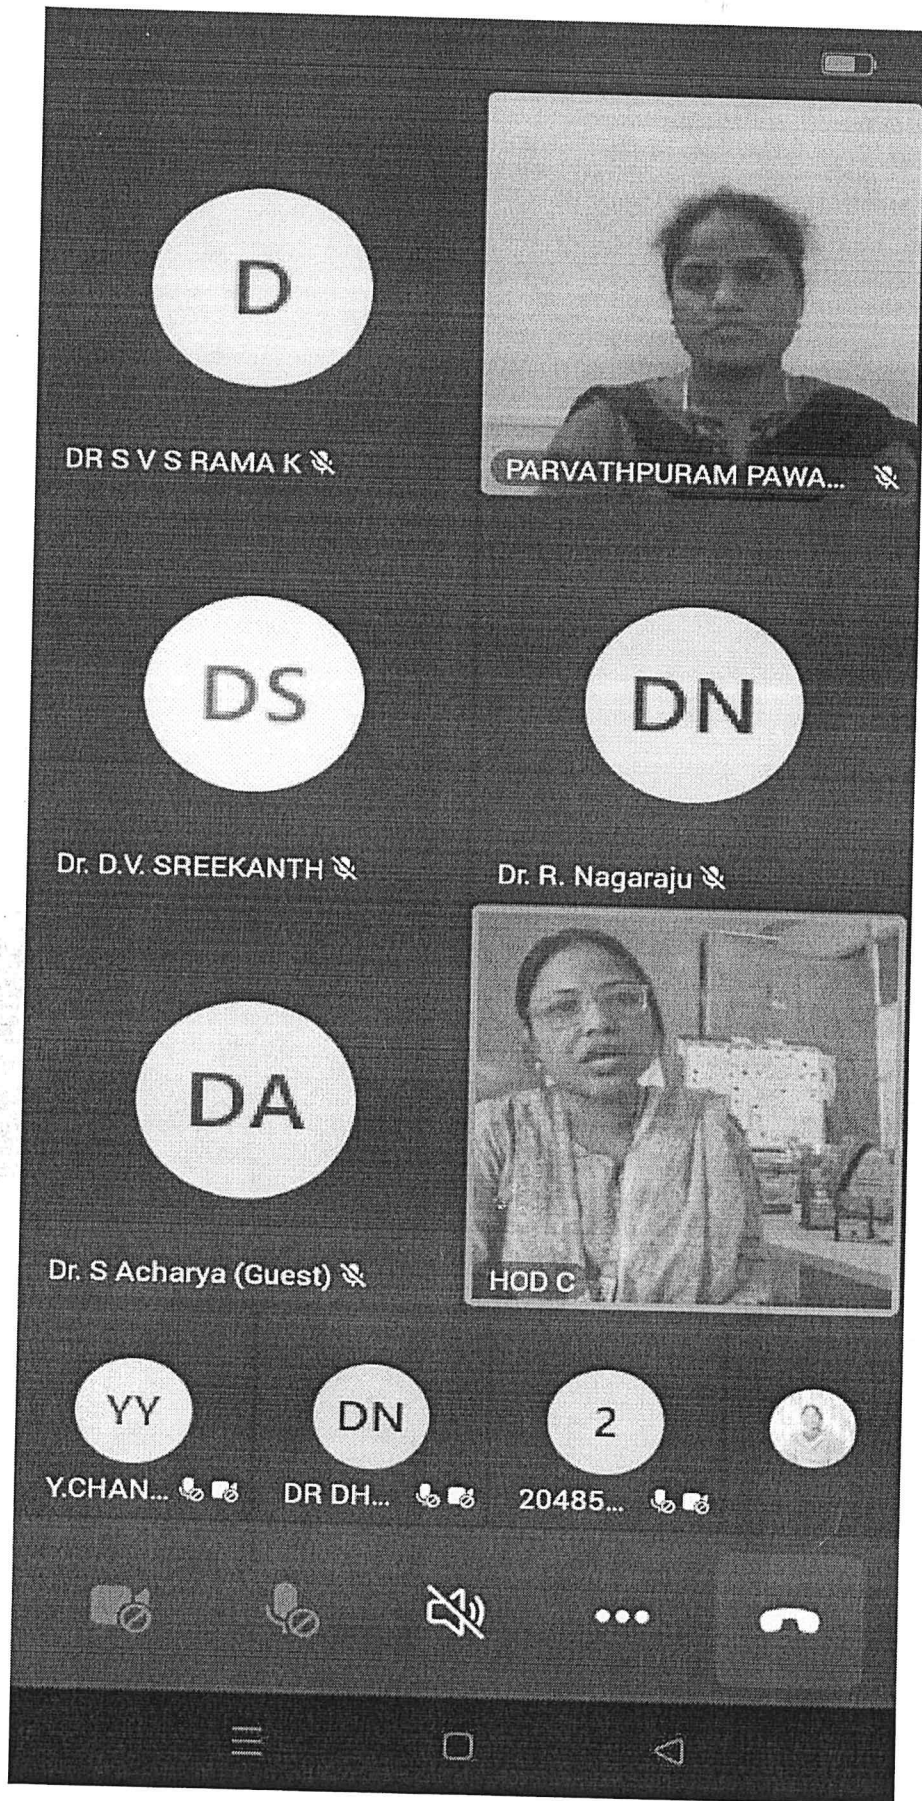 D
DR S V S RAMA K
PARVATHPURAM PAWA...
DS
DN
Dr. D.V. SREEKANTH
Dr. R. Nagaraju
DA
Dr. S Acharya (Guest)
HOD C
YY
DN
2
Y.CHAN...
DR DH...
20485...